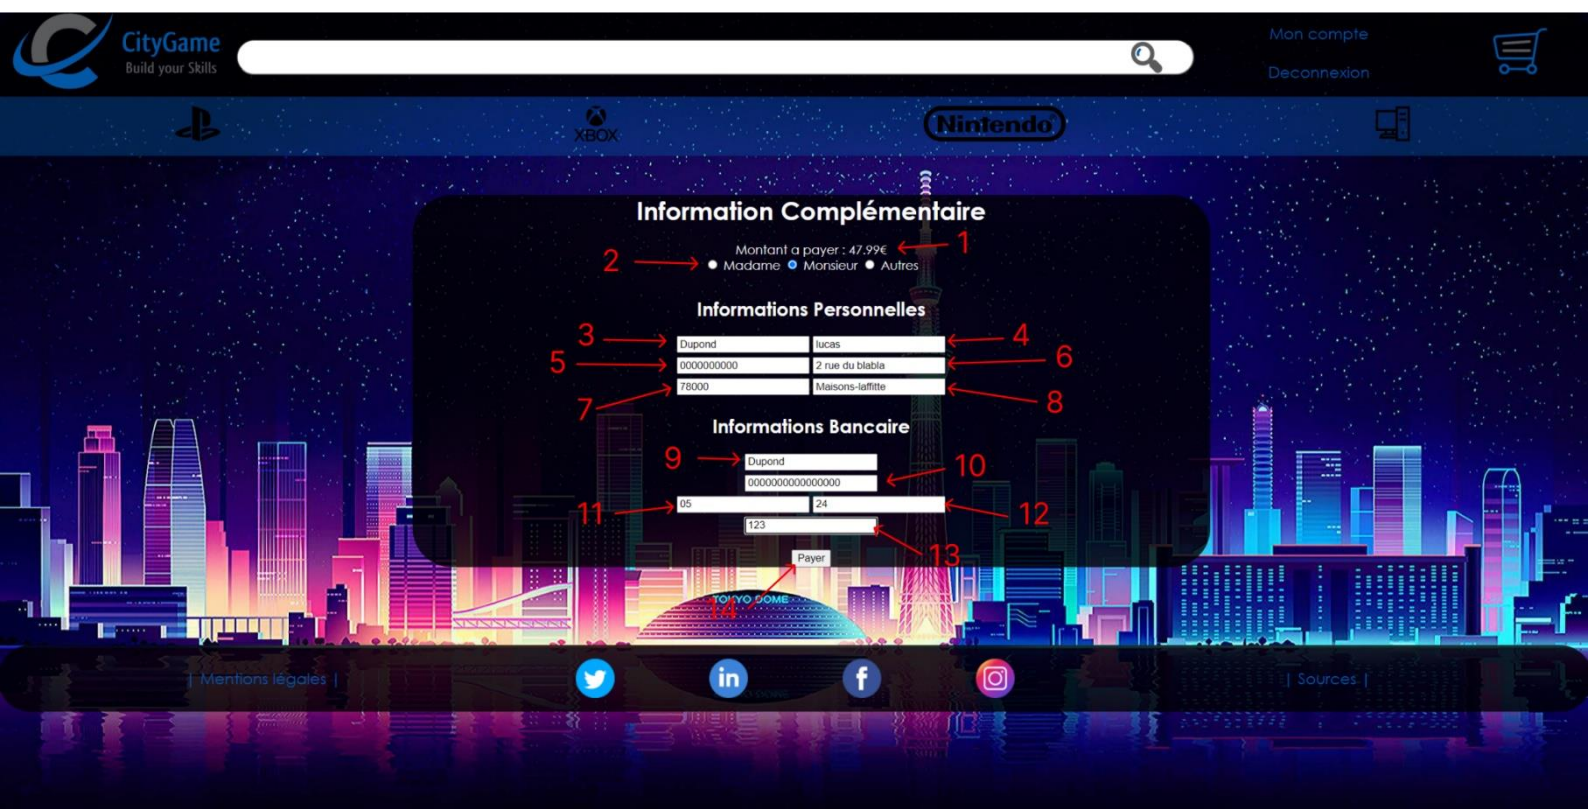 CityGame
Build your Skills
Mon compte
Deconnexion
XBOX
Nintendo
Information Complémentaire
Montant a payer : 47.99€
1
2
Madame Monsieur Autres
Informations Personnelles
3 Dupond lucas 4
5 0000000000 2 rue du blabla 6
7 78000 Maisons-laffitte 8
Informations Bancaire
9 Dupond
0000000000000000 10
11 05 24 12
123 13
Payer
14
TOKYO DOME
| Mentions légales |
in
f
| Sources |